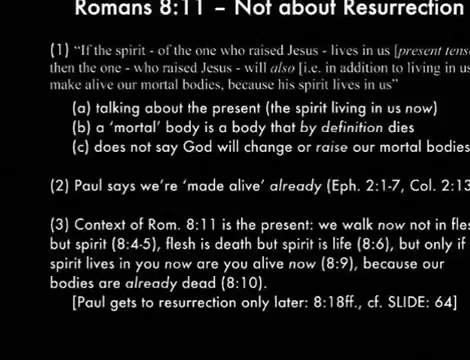 Romans 8:11 – Not about Resurrection
(1) "If the spirit - of the one who raised Jesus - lives in us [present tens
then the one - who raised Jesus - will also [i.e. in addition to living in us
make alive our mortal bodies, because his spirit lives in us"
(a) talking about the present (the spirit living in us now)
(b) a 'mortal' body is a body that by definition dies
(c) does not say God will change or raise our mortal bodies
(2) Paul says we're 'made alive' already (Eph. 2:1-7, Col. 2:13
(3) Context of Rom. 8:11 is the present: we walk now not in fles
but spirit (8:4-5), flesh is death but spirit is life (8:6), but only if
spirit lives in you now are you alive now (8:9), because our
bodies are already dead (8:10).
[Paul gets to resurrection only later: 8:18ff., cf. SLIDE: 64]